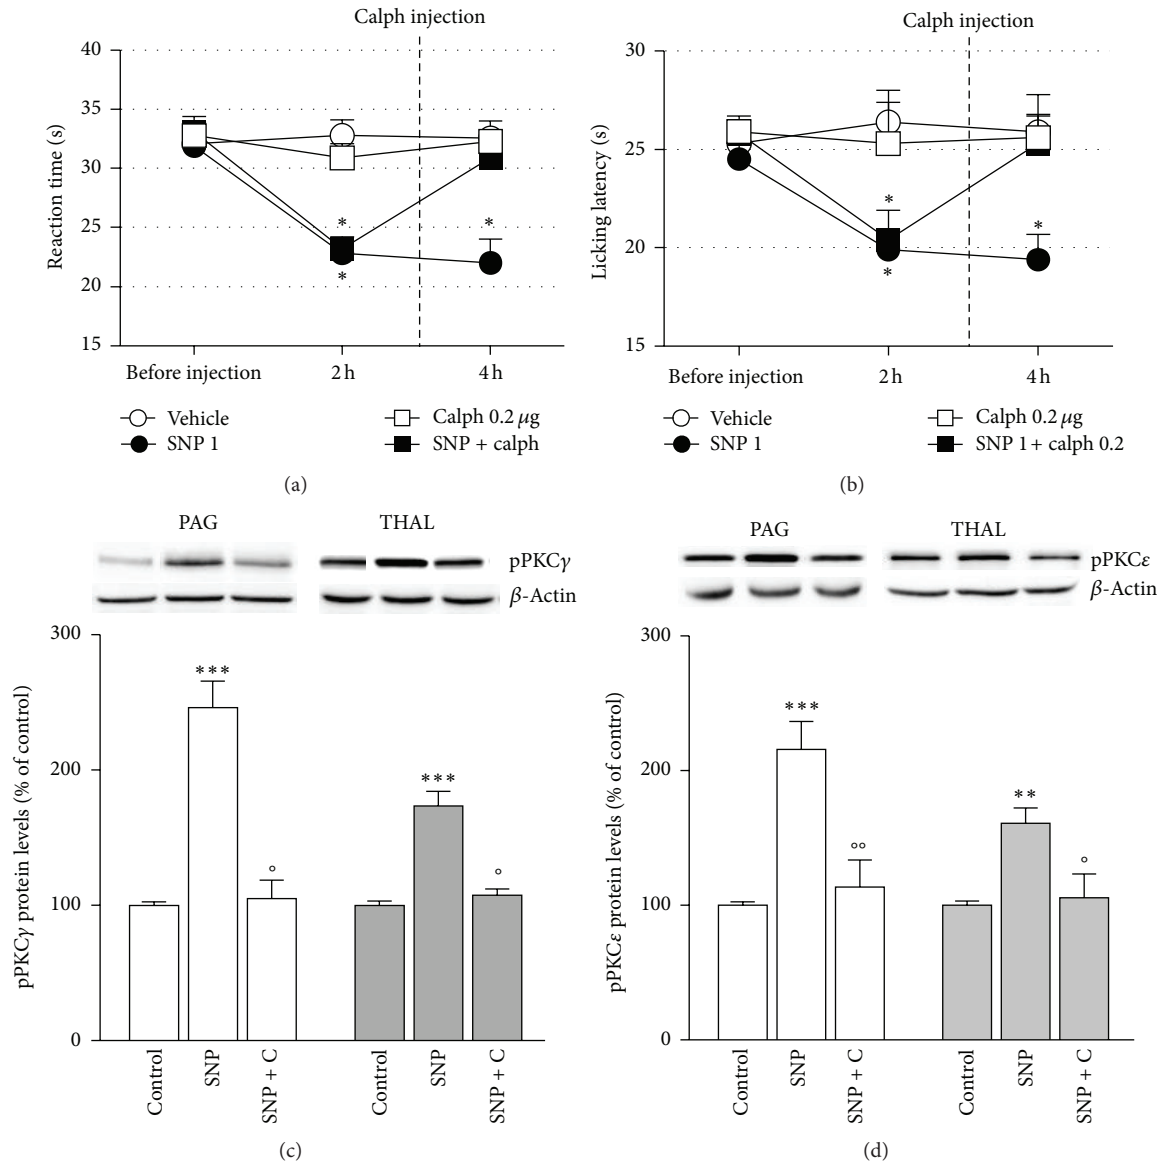 Calph injection
40
35
30
25
20
15
Reaction time (s)
*
*
*
Before injection
2 h
4 h
Vehicle
Calph 0.2 μg
SNP 1
SNP + calph
(a)
Calph injection
30
25
20
15
Licking latency (s)
*
*
*
Before injection
2 h
4 h
Vehicle
Calph 0.2 μg
SNP 1
SNP 1 + calph 0.2
(b)
PAG
THAL
pPKCγ
β-Actin
300
200
100
0
pPKCγ protein levels (% of control)
***
°
***
°
Control
SNP
SNP + C
Control
SNP
SNP + C
(c)
PAG
THAL
pPKCε
β-Actin
300
200
100
0
pPKCε protein levels (% of control)
***
°°
**
°
Control
SNP
SNP + C
Control
SNP
SNP + C
(d)